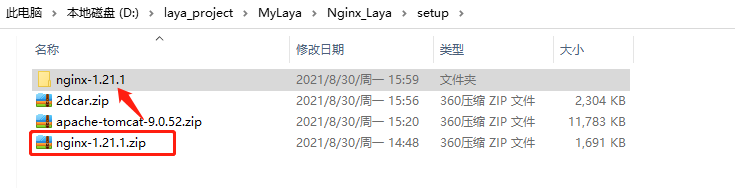 此电脑 > 本地磁盘 (D:) > laya_project > MyLaya > Nginx_Laya > setup >
名称 修改日期 类型 大小
nginx-1.21.1 2021/8/30/周一 15:59 文件夹
2dcar.zip 2021/8/30/周一 15:56 360压缩 ZIP 文件 2,304 KB
apache-tomcat-9.0.52.zip 2021/8/30/周一 15:20 360压缩 ZIP 文件 11,783 KB
nginx-1.21.1.zip 2021/8/30/周一 14:48 360压缩 ZIP 文件 1,691 KB